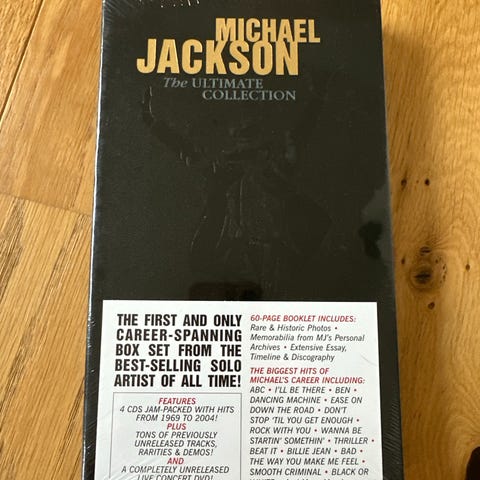 MICHAEL
JACKSON
The ULTIMATE
COLLECTION
THE FIRST AND ONLY
CAREER-SPANNING
BOX SET FROM THE
BEST-SELLING SOLO
ARTIST OF ALL TIME!
FEATURES
4 CDS JAM-PACKED WITH HITS
FROM 1969 TO 2004!
PLUS
TONS OF PREVIOUSLY
UNRELEASED TRACKS,
RARITIES & DEMOS!
AND
A COMPLETELY UNRELEASED
LIVE CONCERT DVD!
60-PAGE BOOKLET INCLUDES:
Rare & Historic Photos •
Memorabilia from MJ's Personal
Archives • Extensive Essay,
Timeline & Discography
THE BIGGEST HITS OF
MICHAEL'S CAREER INCLUDING:
ABC • I'LL BE THERE • BEN •
DANCING MACHINE • EASE ON
DOWN THE ROAD • DON'T
STOP 'TIL YOU GET ENOUGH •
ROCK WITH YOU • WANNA BE
STARTIN' SOMETHIN' • THRILLER •
BEAT IT • BILLIE JEAN • BAD •
THE WAY YOU MAKE ME FEEL •
SMOOTH CRIMINAL • BLACK OR